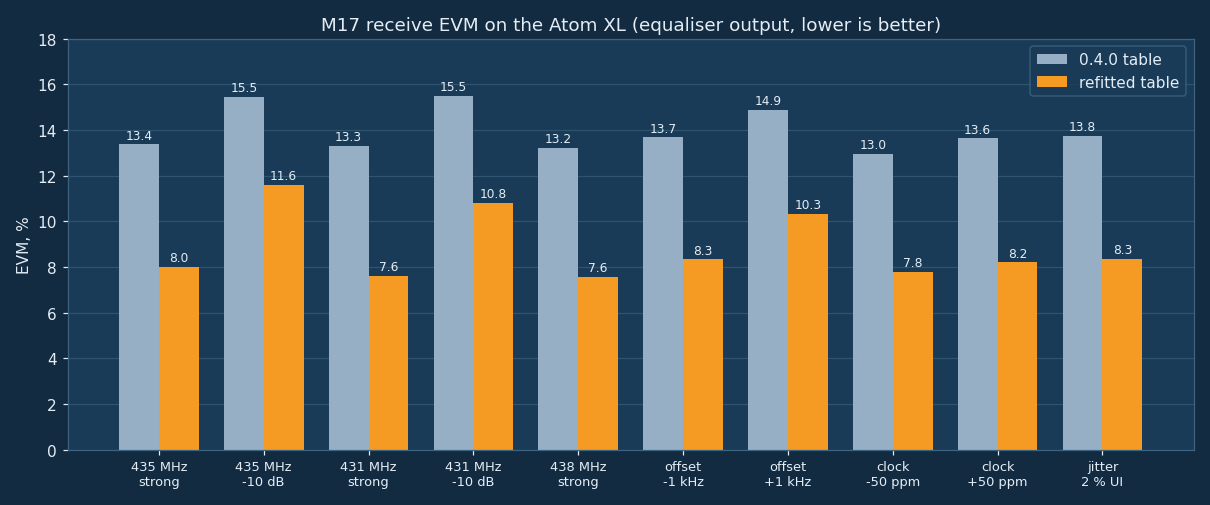 M17 receive EVM on the Atom XL (equaliser output, lower is better)
0.4.0 table
refitted table
EVM, %
18
16
14
12
10
8
6
4
2
0
13.4
8.0
15.5
11.6
13.3
7.6
15.5
10.8
13.2
7.6
13.7
8.3
14.9
10.3
13.0
7.8
13.6
8.2
13.8
8.3
435 MHz
strong
435 MHz
-10 dB
431 MHz
strong
431 MHz
-10 dB
438 MHz
strong
offset
-1 kHz
offset
+1 kHz
clock
-50 ppm
clock
+50 ppm
jitter
2 % UI